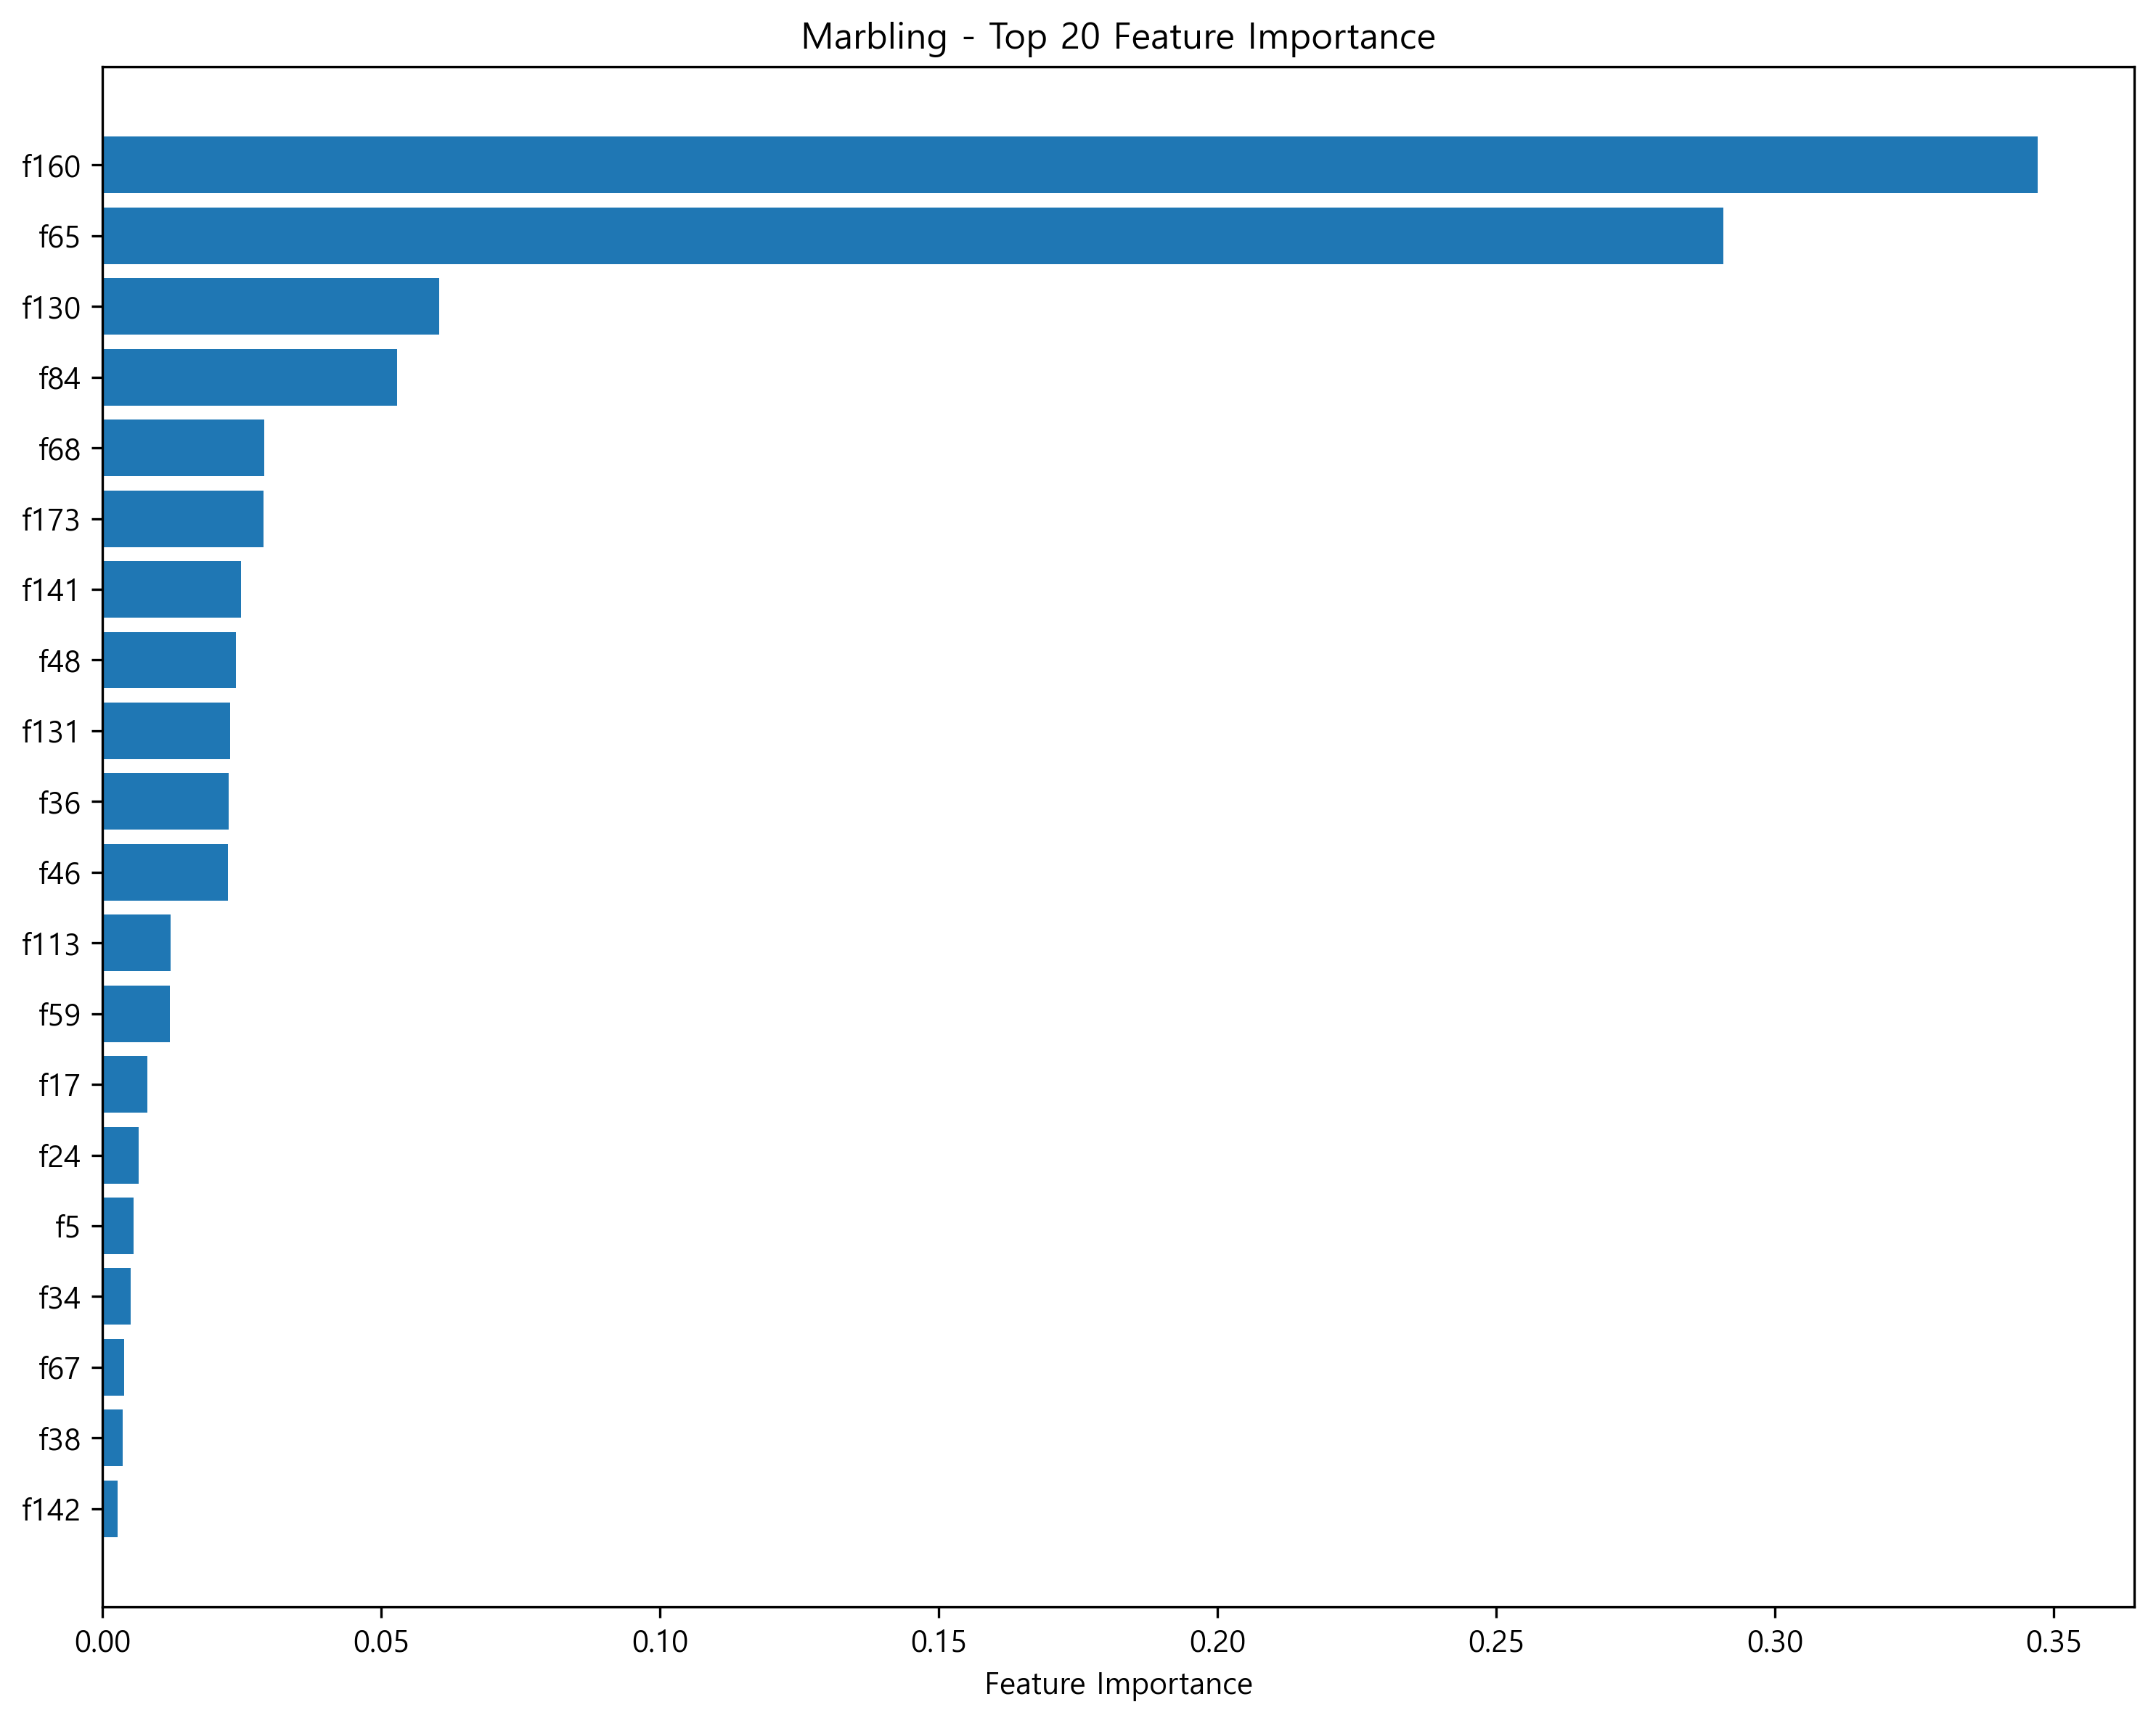 Marbling - Top 20 Feature Importance
f160
f65
f130
f84
f68
f173
f141
f48
f131
f36
f46
f113
f59
f17
f24
f5
f34
f67
f38
f142
0.00 0.05 0.10 0.15 0.20 0.25 0.30 0.35
Feature Importance